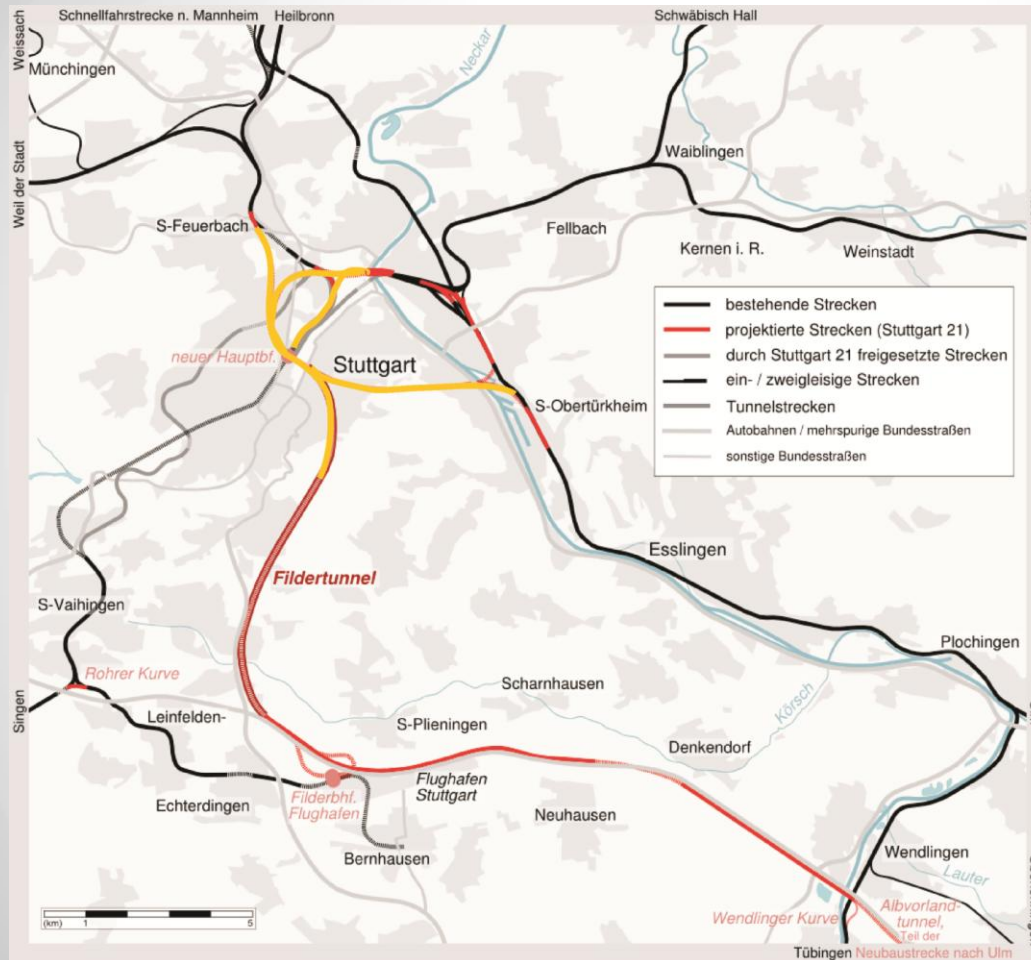 Schnellfahrstrecke n. Mannheim
Heilbronn
Schwäbisch Hall
Weissach
Münchingen
Neckar
Weil der Stadt
Waiblingen
S-Feuerbach
Fellbach
Kernen i. R.
Weinstadt
bestehende Strecken
projektierte Strecken (Stuttgart 21)
durch Stuttgart 21 freigesetzte Strecken
ein- / zweigleisige Strecken
Tunnelstrecken
Autobahnen / mehrspurige Bundesstraßen
sonstige Bundesstraßen
neuer Hauptbf.
Stuttgart
S-Obertürkheim
Esslingen
Fildertunnel
S-Vaihingen
Plochingen
Rohrer Kurve
Scharnhausen
Körsch
Singen
Leinfelden-
S-Plieningen
Denkendorf
Flughafen
Stuttgart
Filderbhf.
Flughafen
Echterdingen
Neuhausen
Bernhausen
Wendlingen
Lauter
Wendlinger Kurve
Albvorland-
tunnel,
Teil der
(km) 1 5
Tübingen Neubaustrecke nach Ulm